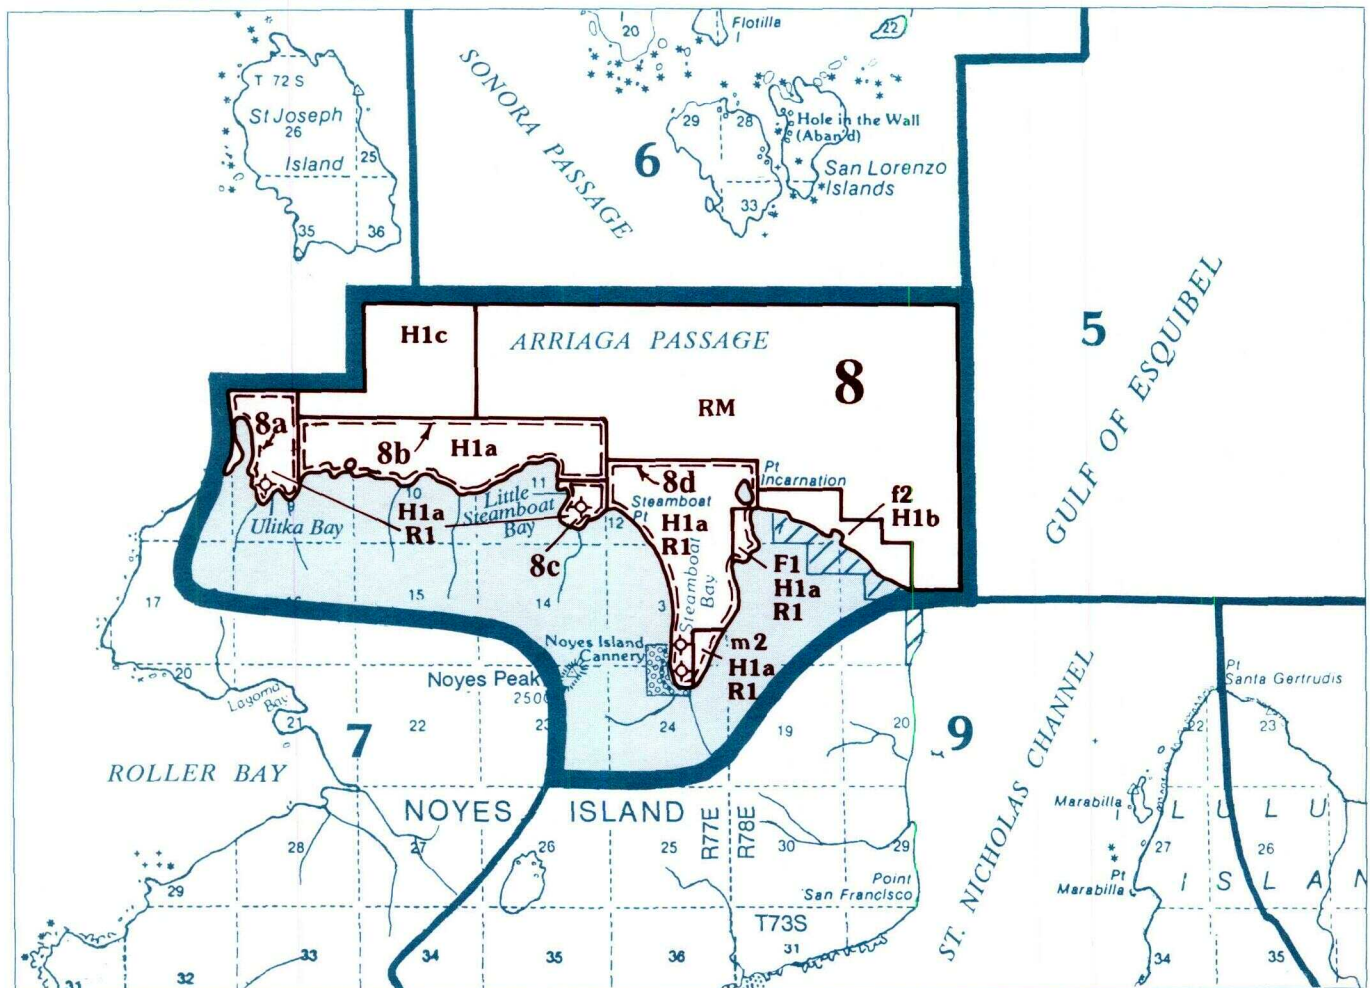 20
Flotilla
I
22
T 72 S
St Joseph
26
Island
25
35
36
SONORA PASSAGE
6
29
28
Hole in the Wall
(Aban'd)
San Lorenzo
Islands
33
5
GULF OF ESQUIBEL
H1c
ARRIAGA PASSAGE
8
RM
8a
8b
H1a
8d
Pt
Incarnation
f2
H1b
Ulitka Bay
9
10
H1a
R1
Little
Steamboat
Bay
11
8c
12
Steamboat
Pt
H1a
R1
Steamboat
Bay
F1
H1a
R1
17
16
15
14
3
Noyes Island
Cannery
m2
H1a
R1
Noyes Peak
2500
20
Lagoma
Bay
21
22
23
24
19
20
7
9
ROLLER BAY
ST. NICHOLAS CHANNEL
Pt
Santa Gertrudis
22
23
NOYES ISLAND
R77E
R78E
Marabilla
I
LULU
ISLAN
28
27
26
25
30
29
27
26
Pt
Marabilla
29
Point
San Francisco
T73S
31
31
32
33
34
35
36
34
35